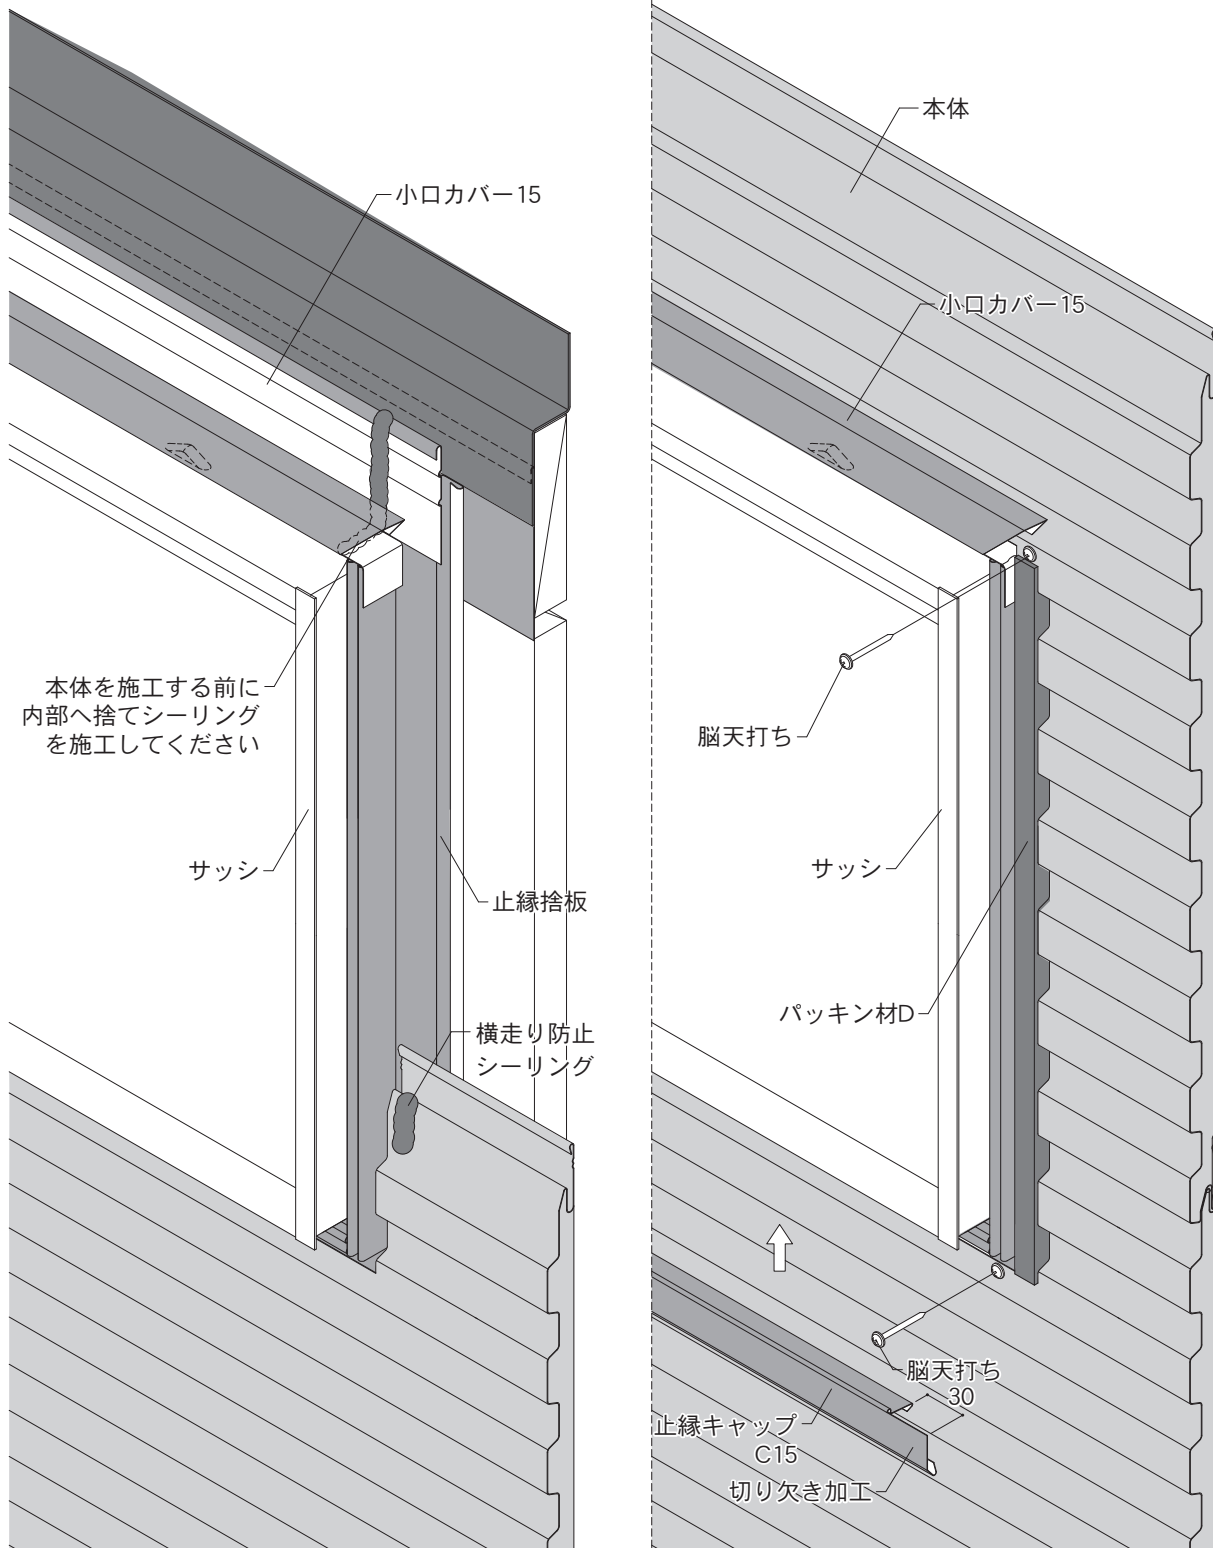 小口カバー15
本体を施工する前に
内部へ捨てシーリング
を施工してください
サッシ
止縁捨板
横走り防止
シーリング
本体
小口カバー15
脳天打ち
サッシ
パッキン材D
脳天打ち
30
止縁キャップ
C15
切り欠き加工